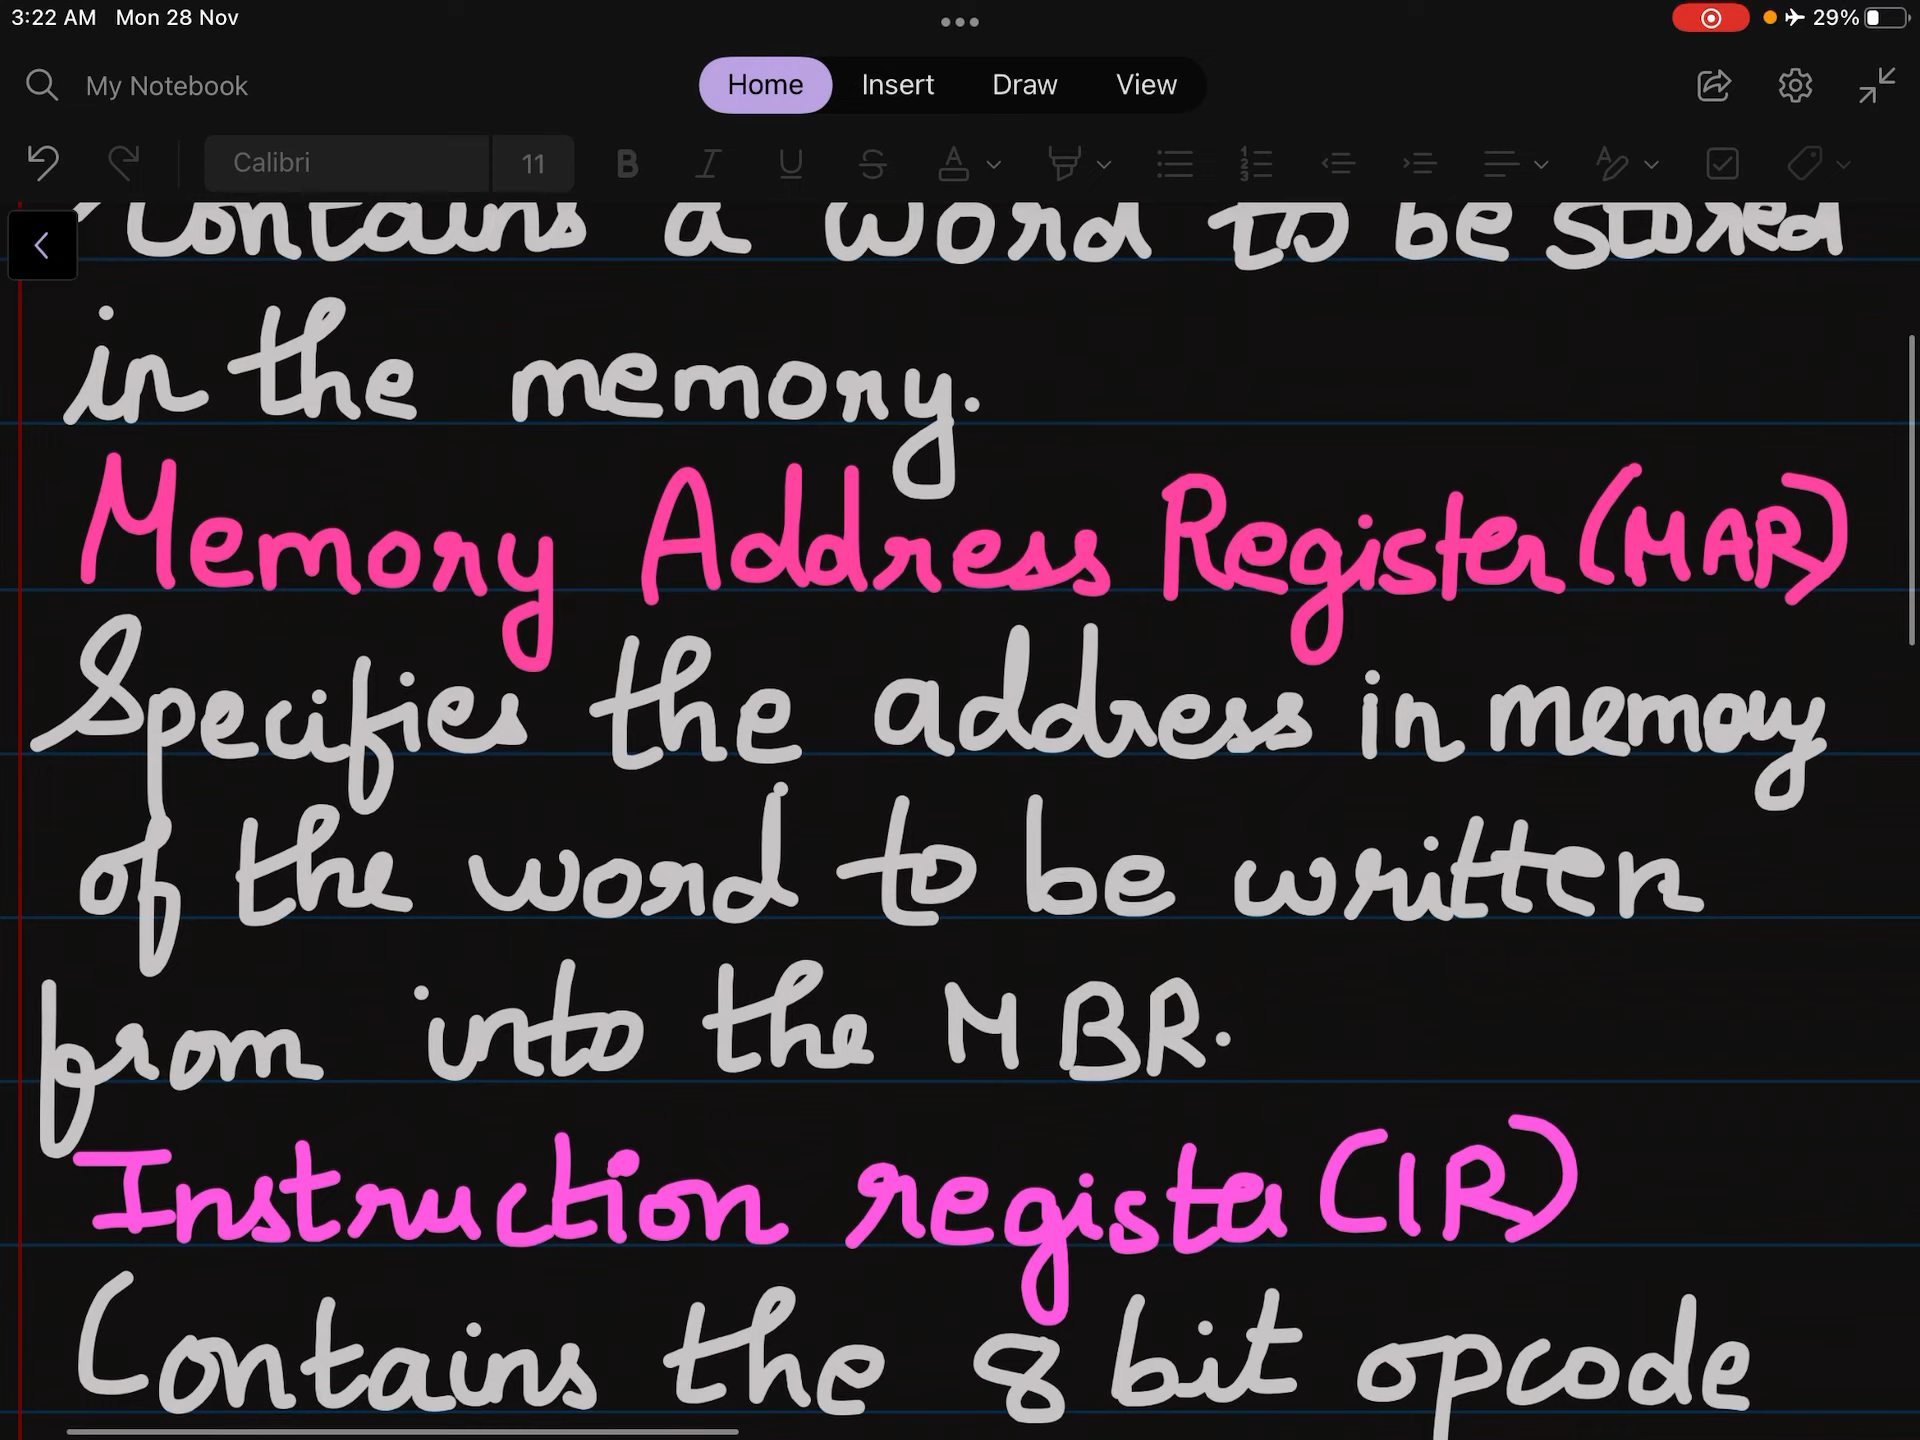 3:22 AM Mon 28 Nov
29%
My Notebook
Home Insert Draw View
Calibri 11
Contains a word to be stored
in the memory.
Memory Address Register (MAR)
Specifies the address in memory
of the word to be written
from into the MBR.
Instruction register (IR)
Contains the 8 bit opcode